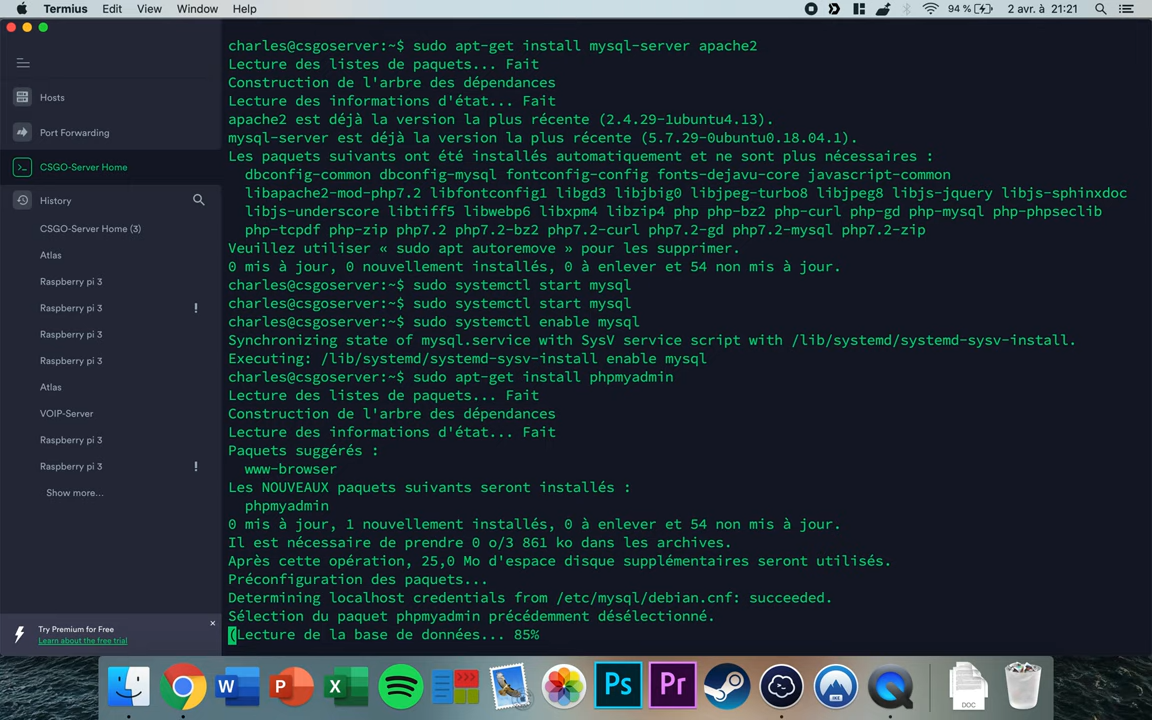 Termius Edit View Window Help
94 % 2 avr. à 21:21
Hosts
Port Forwarding
CSGO-Server Home
History
CSGO-Server Home (3)
Atlas
Raspberry pi 3
Raspberry pi 3 !
Raspberry pi 3
Raspberry pi 3
Atlas
VOIP-Server
Raspberry pi 3
Raspberry pi 3 !
Show more...
Try Premium for Free
Learn about the free trial
charles@csgoserver:~$ sudo apt-get install mysql-server apache2
Lecture des listes de paquets... Fait
Construction de l'arbre des dépendances
Lecture des informations d'état... Fait
apache2 est déjà la version la plus récente (2.4.29-1ubuntu4.13).
mysql-server est déjà la version la plus récente (5.7.29-0ubuntu0.18.04.1).
Les paquets suivants ont été installés automatiquement et ne sont plus nécessaires :
dbconfig-common dbconfig-mysql fontconfig-config fonts-dejavu-core javascript-common
libapache2-mod-php7.2 libfontconfig1 libgd3 libjbig0 libjpeg-turbo8 libjpeg8 libjs-jquery libjs-sphinxdoc
libjs-underscore libtiff5 libwebp6 libxpm4 libzip4 php php-bz2 php-curl php-gd php-mysql php-phpseclib
php-tcpdf php-zip php7.2 php7.2-bz2 php7.2-curl php7.2-gd php7.2-mysql php7.2-zip
Veuillez utiliser « sudo apt autoremove » pour les supprimer.
0 mis à jour, 0 nouvellement installés, 0 à enlever et 54 non mis à jour.
charles@csgoserver:~$ sudo systemctl start mysql
charles@csgoserver:~$ sudo systemctl start mysql
charles@csgoserver:~$ sudo systemctl enable mysql
Synchronizing state of mysql.service with SysV service script with /lib/systemd/systemd-sysv-install.
Executing: /lib/systemd/systemd-sysv-install enable mysql
charles@csgoserver:~$ sudo apt-get install phpmyadmin
Lecture des listes de paquets... Fait
Construction de l'arbre des dépendances
Lecture des informations d'état... Fait
Paquets suggérés :
www-browser
Les NOUVEAUX paquets suivants seront installés :
phpmyadmin
0 mis à jour, 1 nouvellement installés, 0 à enlever et 54 non mis à jour.
Il est nécessaire de prendre 0 o/3 861 ko dans les archives.
Après cette opération, 25,0 Mo d'espace disque supplémentaires seront utilisés.
Préconfiguration des paquets...
Determining localhost credentials from /etc/mysql/debian.cnf: succeeded.
Sélection du paquet phpmyadmin précédemment désélectionné.
(Lecture de la base de données... 85%
W P X Ps Pr
DOC